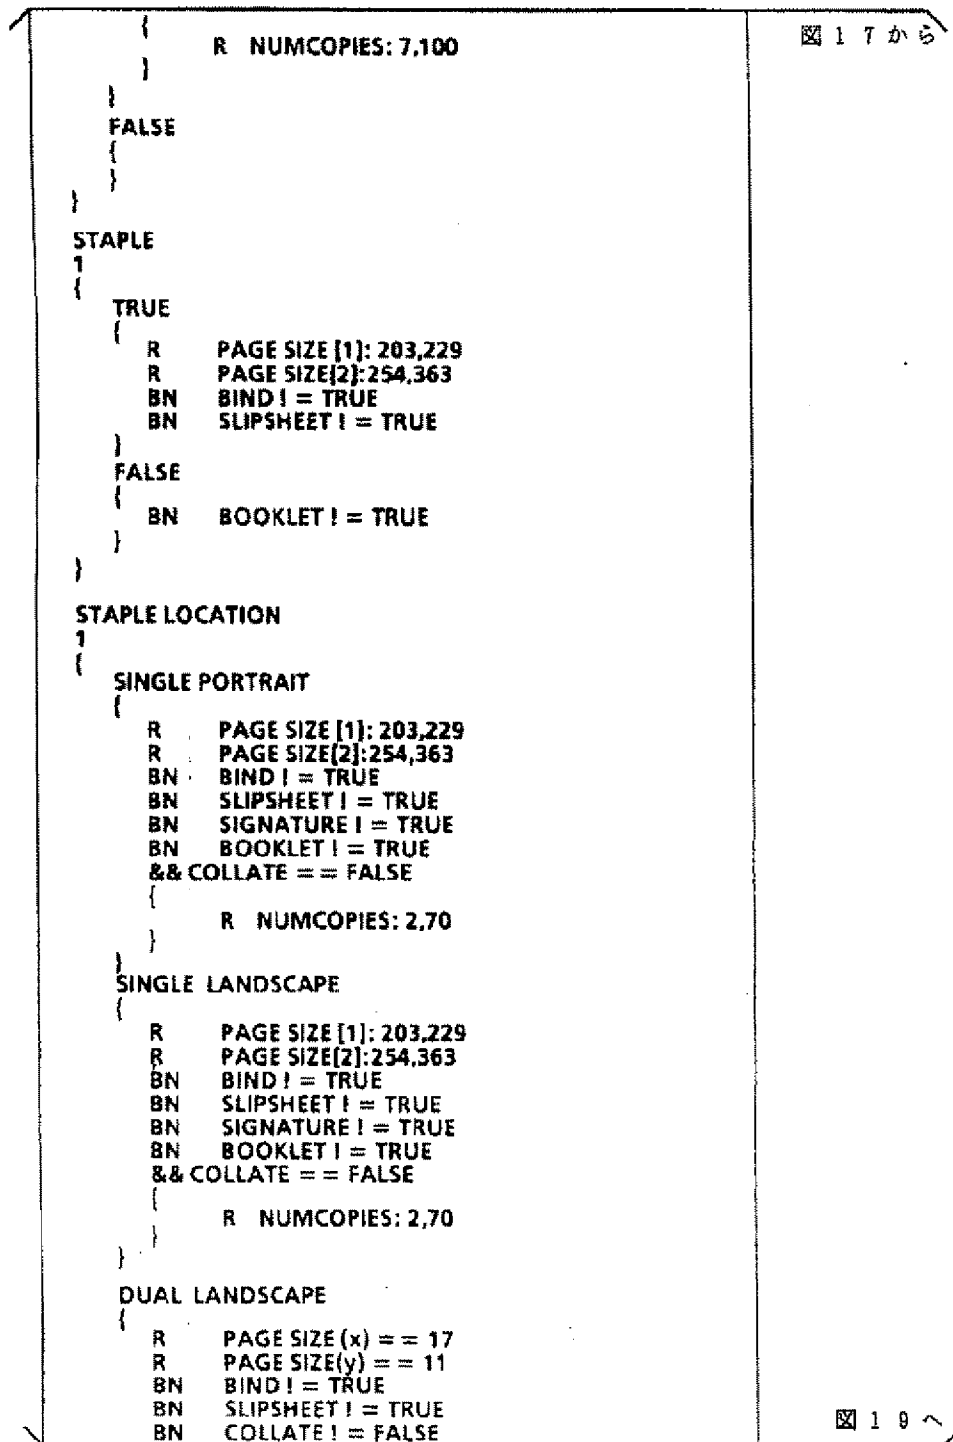 {
図１７から
R NUMCOPIES: 7,100
}
}
FALSE
{
}
}
STAPLE
1
{
TRUE
{
R PAGE SIZE [1]: 203,229
R PAGE SIZE[2]:254,363
BN BIND ! = TRUE
BN SLIPSHEET ! = TRUE
}
FALSE
{
BN BOOKLET ! = TRUE
}
}
STAPLE LOCATION
1
{
SINGLE PORTRAIT
{
R PAGE SIZE [1]: 203,229
R PAGE SIZE[2]:254,363
BN BIND ! = TRUE
BN SLIPSHEET ! = TRUE
BN SIGNATURE ! = TRUE
BN BOOKLET ! = TRUE
&& COLLATE = = FALSE
{
R NUMCOPIES: 2,70
}
}
SINGLE LANDSCAPE
{
R PAGE SIZE [1]: 203,229
R PAGE SIZE[2]:254,363
BN BIND ! = TRUE
BN SLIPSHEET ! = TRUE
BN SIGNATURE ! = TRUE
BN BOOKLET ! = TRUE
&& COLLATE = = FALSE
{
R NUMCOPIES: 2,70
}
}
DUAL LANDSCAPE
{
R PAGE SIZE (x) = = 17
R PAGE SIZE(y) = = 11
BN BIND ! = TRUE
BN SLIPSHEET ! = TRUE
BN COLLATE ! = FALSE
図１９へ